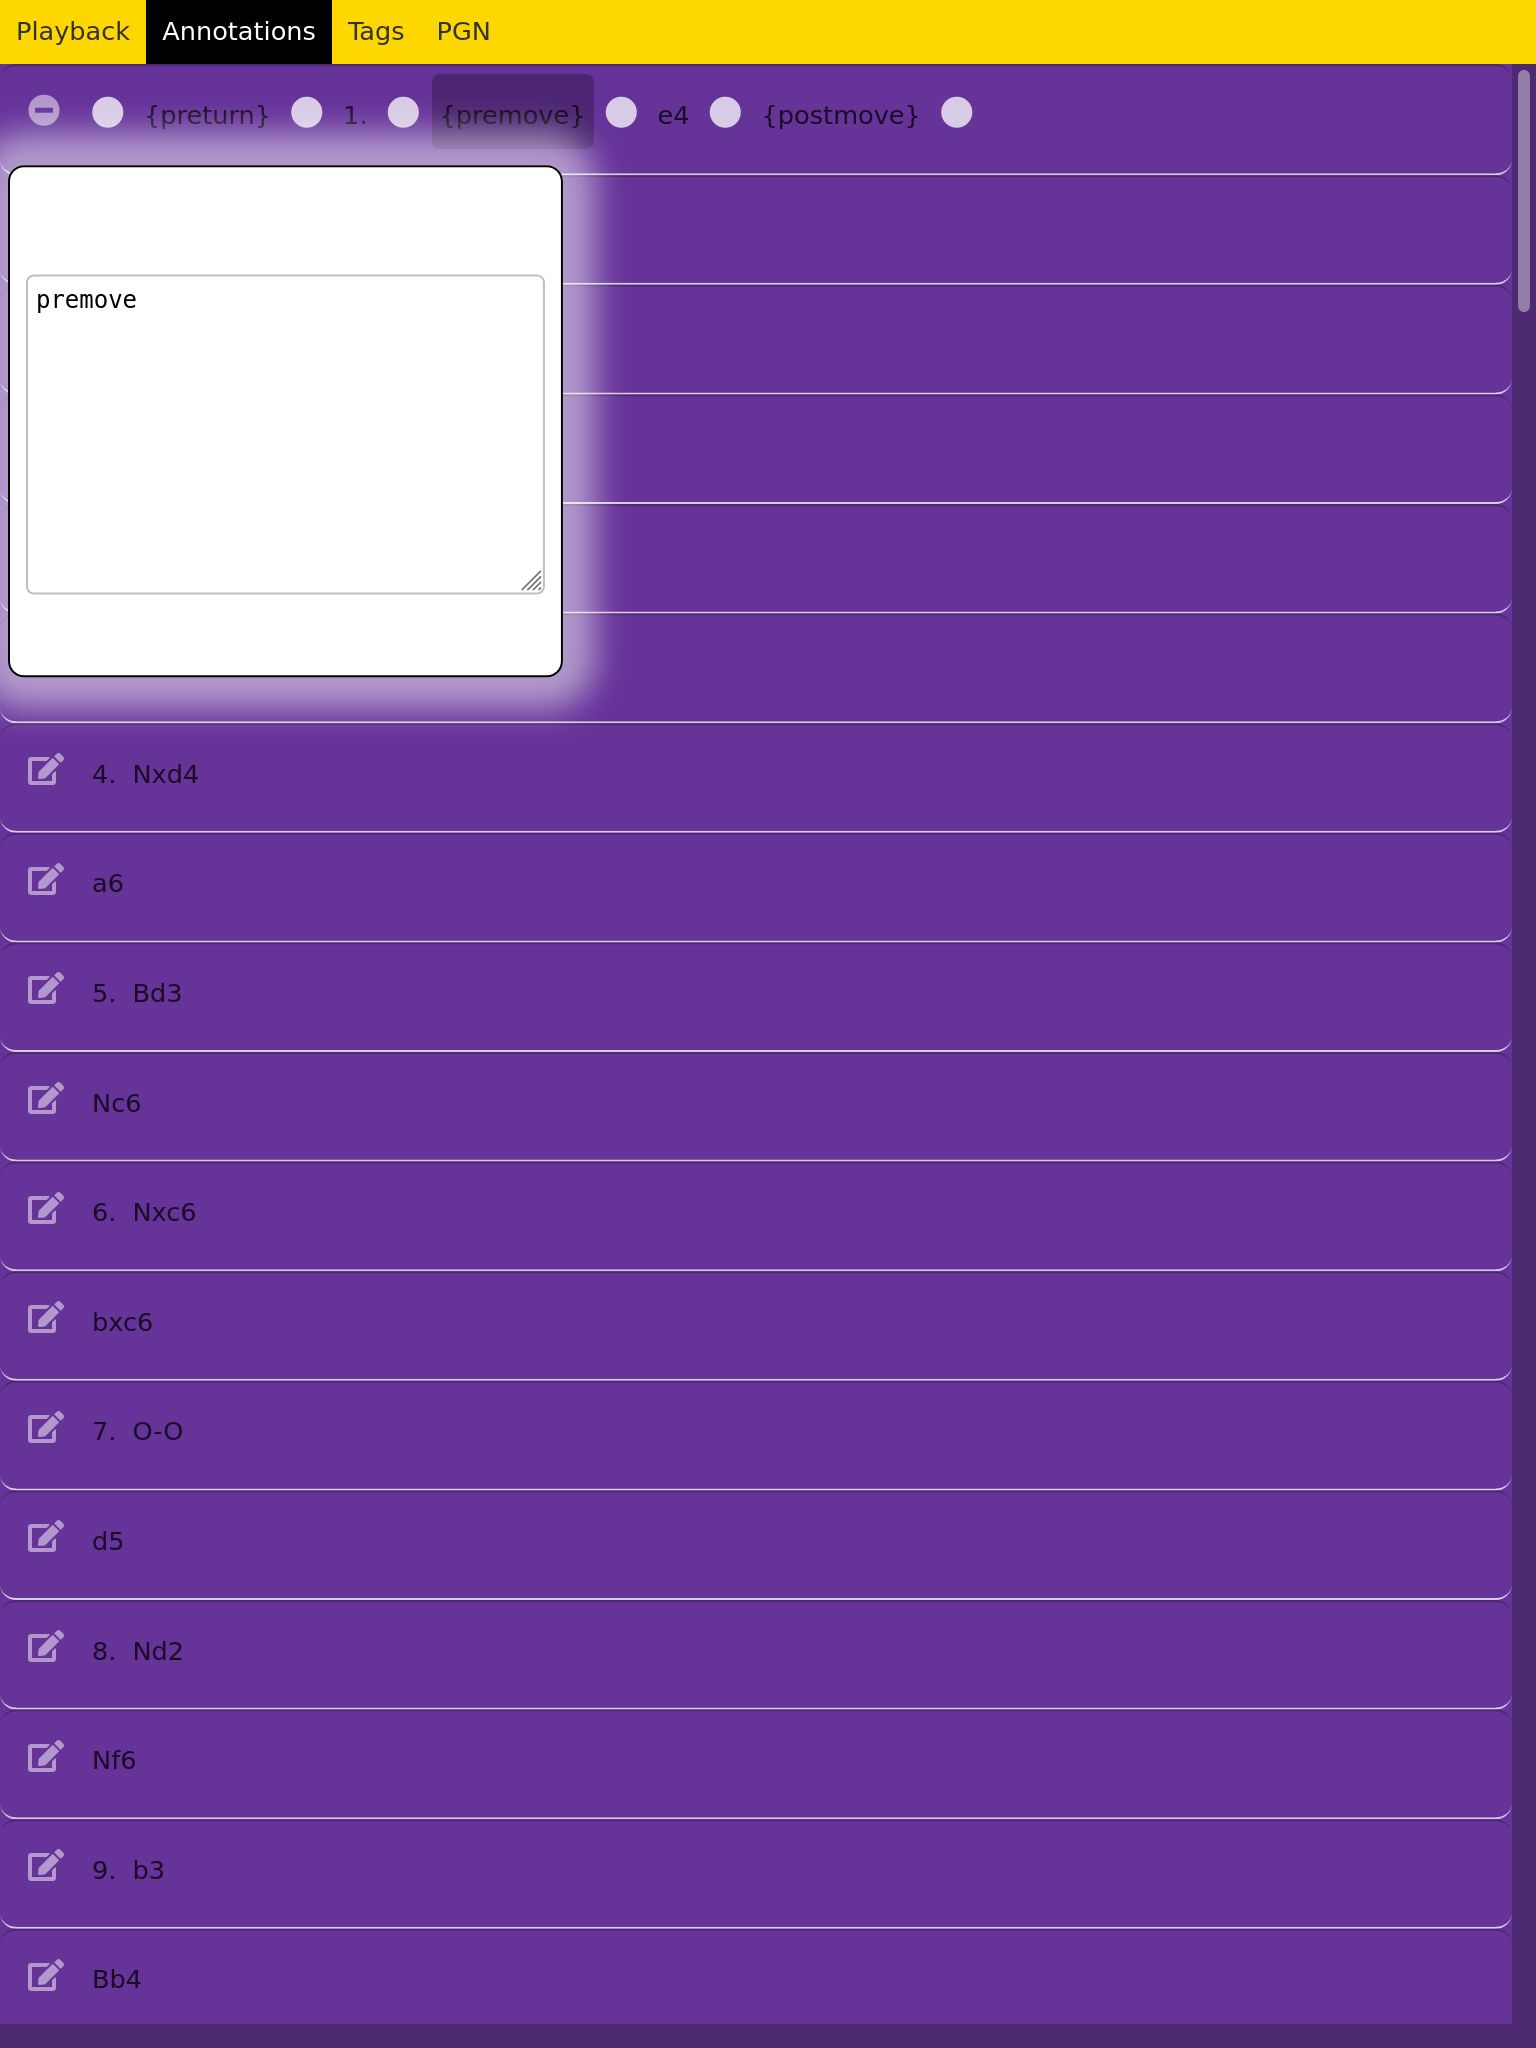 Playback Annotations Tags PGN
{preturn} 1. {premove} e4 {postmove}
premove
4. Nxd4
a6
5. Bd3
Nc6
6. Nxc6
bxc6
7. O-O
d5
8. Nd2
Nf6
9. b3
Bb4